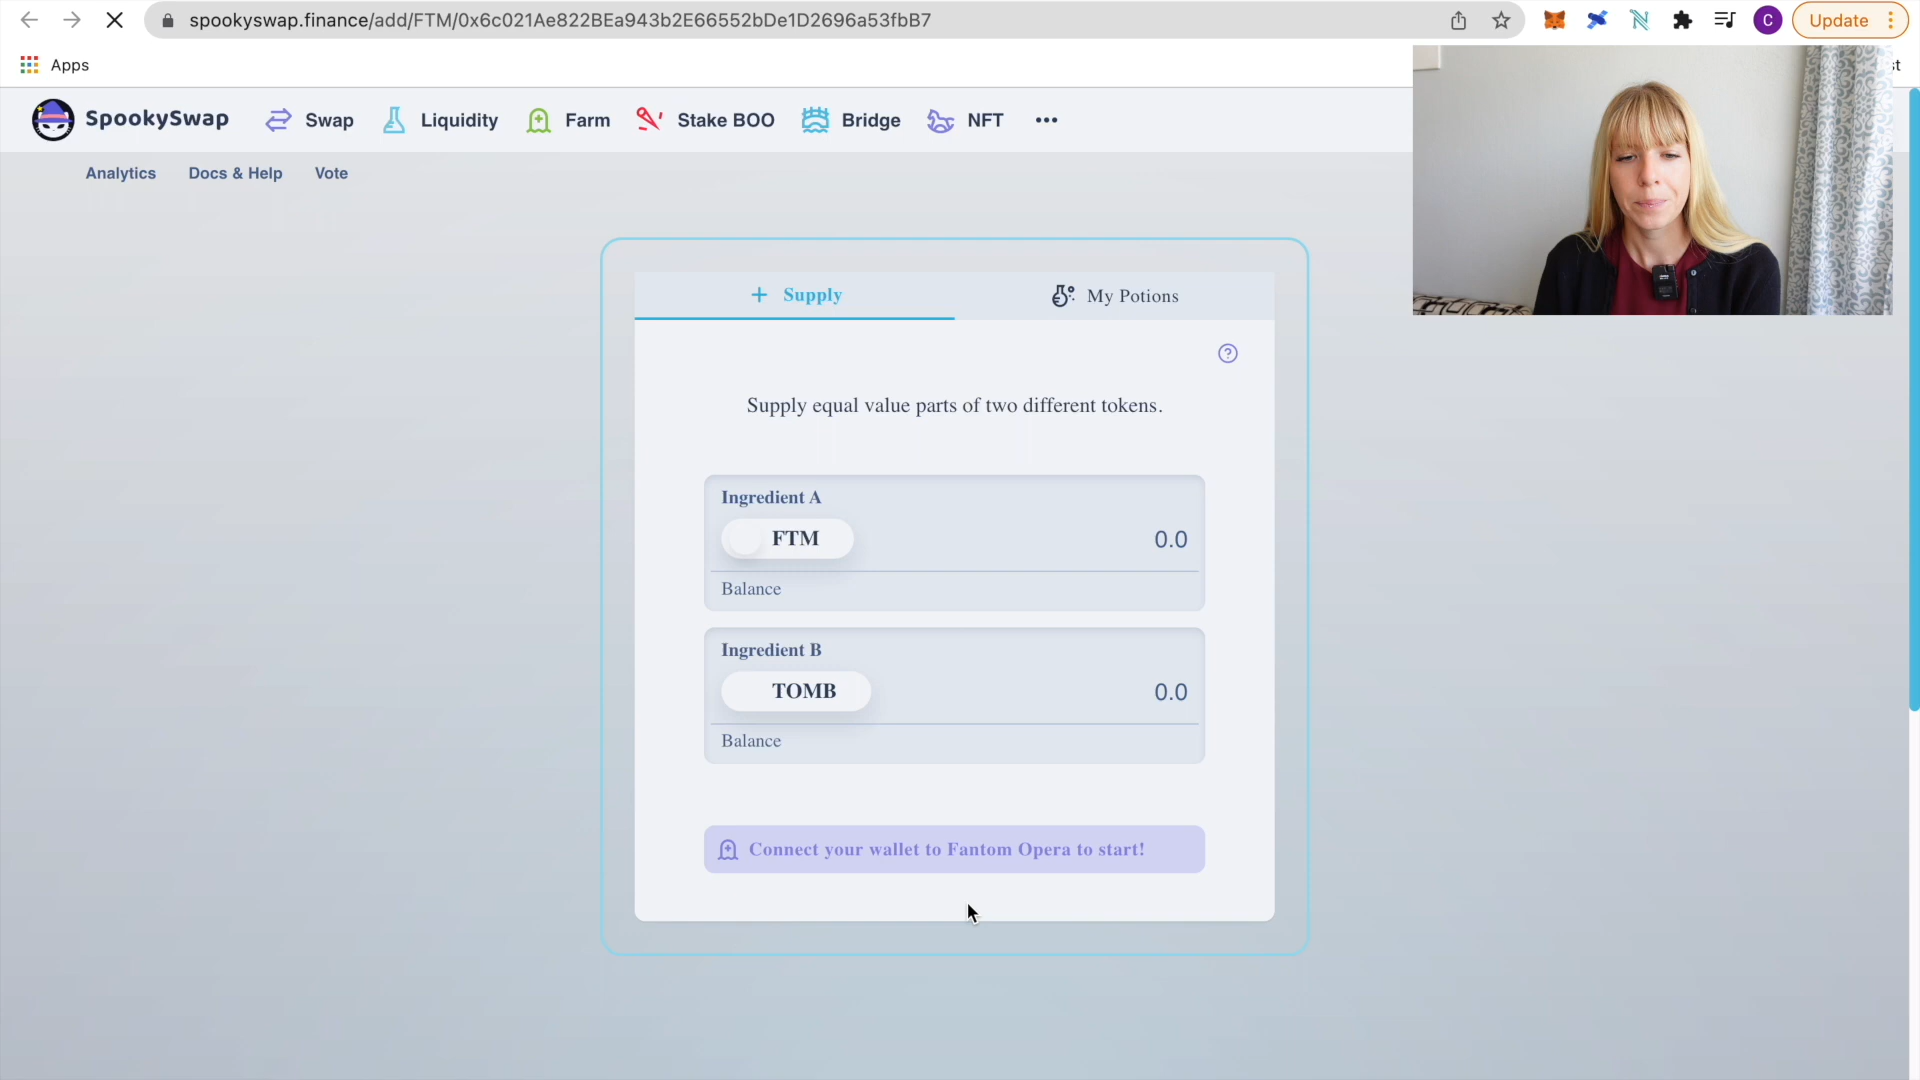 spookyswap.finance/add/FTM/0x6c021Ae822BEa943b2E66552bDe1D2696a53fbB7
C
Update
Apps
SpookySwap
Swap
Liquidity
Farm
Stake BOO
Bridge
NFT
Analytics
Docs & Help
Vote
Supply
My Potions
?
Supply equal value parts of two different tokens.
Ingredient A
FTM
0.0
Balance
Ingredient B
TOMB
0.0
Balance
Connect your wallet to Fantom Opera to start!